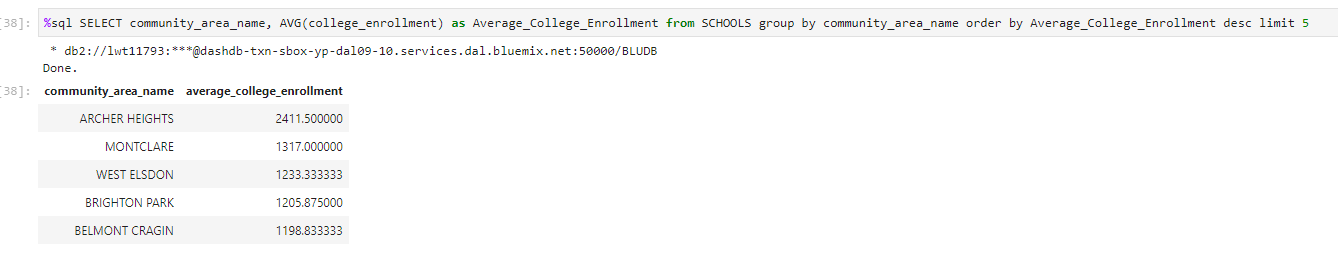 [38]: %sql SELECT community_area_name, AVG(college_enrollment) as Average_College_Enrollment from SCHOOLS group by community_area_name order by Average_College_Enrollment desc limit 5
* db2://lwt11793:***@dashdb-txn-sbox-yp-dal09-10.services.dal.bluemix.net:50000/BLUDB
Done.
[38]: community_area_name average_college_enrollment
ARCHER HEIGHTS 2411.500000
MONTCLARE 1317.000000
WEST ELSDON 1233.333333
BRIGHTON PARK 1205.875000
BELMONT CRAGIN 1198.833333